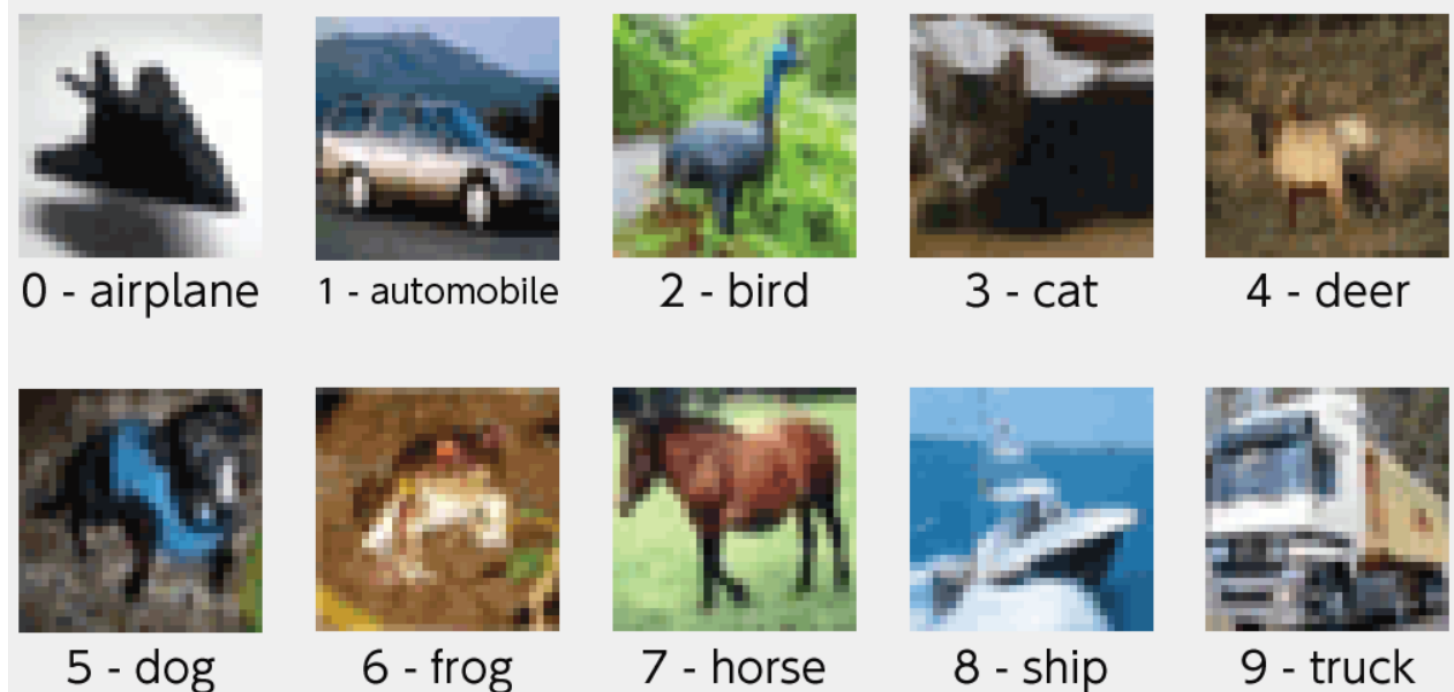 0 - airplane
1 - automobile
2 - bird
3 - cat
4 - deer
5 - dog
6 - frog
7 - horse
8 - ship
9 - truck